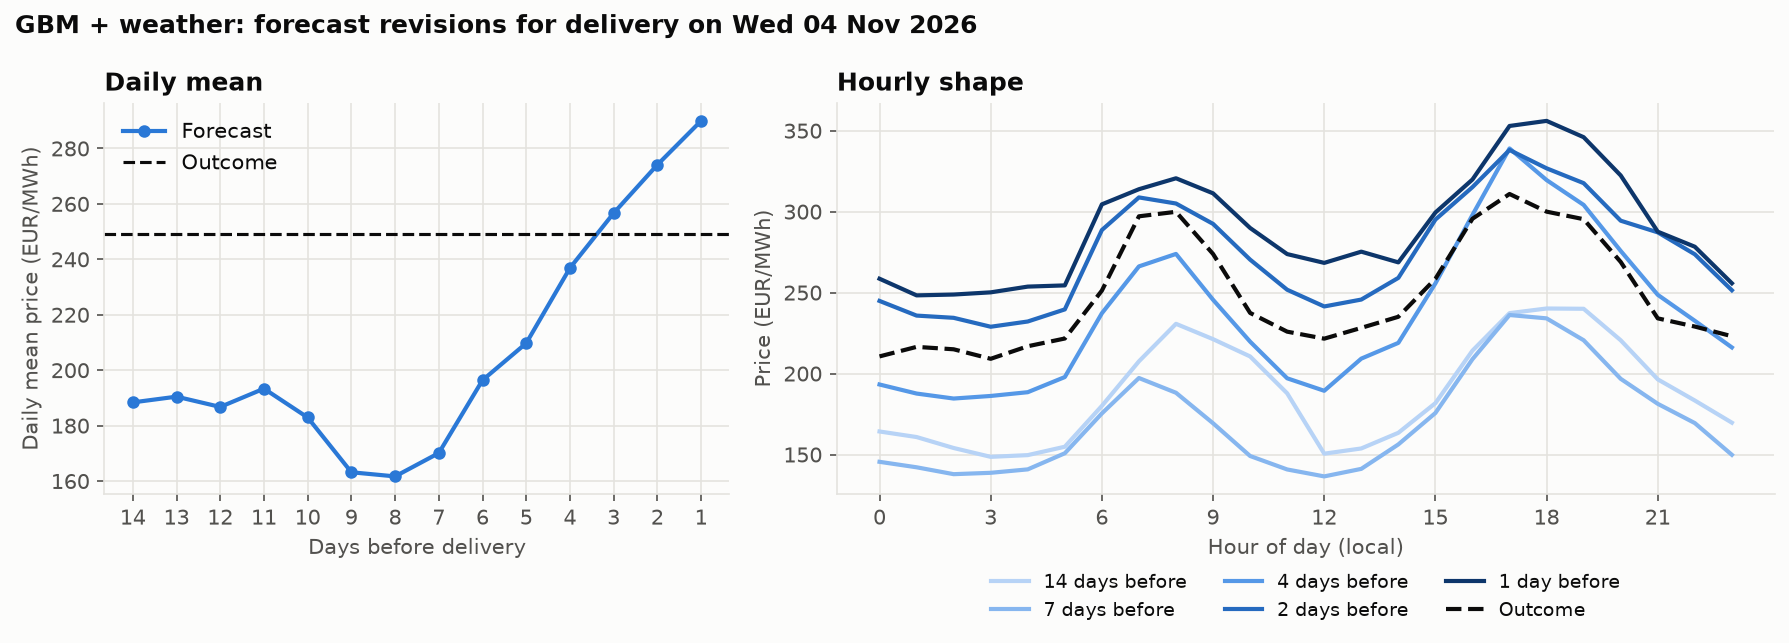 GBM + weather: forecast revisions for delivery on Wed 04 Nov 2026
Daily mean
Forecast
Outcome
Daily mean price (EUR/MWh)
280
260
240
220
200
180
160
14 13 12 11 10 9 8 7 6 5 4 3 2 1
Days before delivery
Hourly shape
Price (EUR/MWh)
350
300
250
200
150
0 3 6 9 12 15 18 21
Hour of day (local)
14 days before
7 days before
4 days before
2 days before
1 day before
Outcome